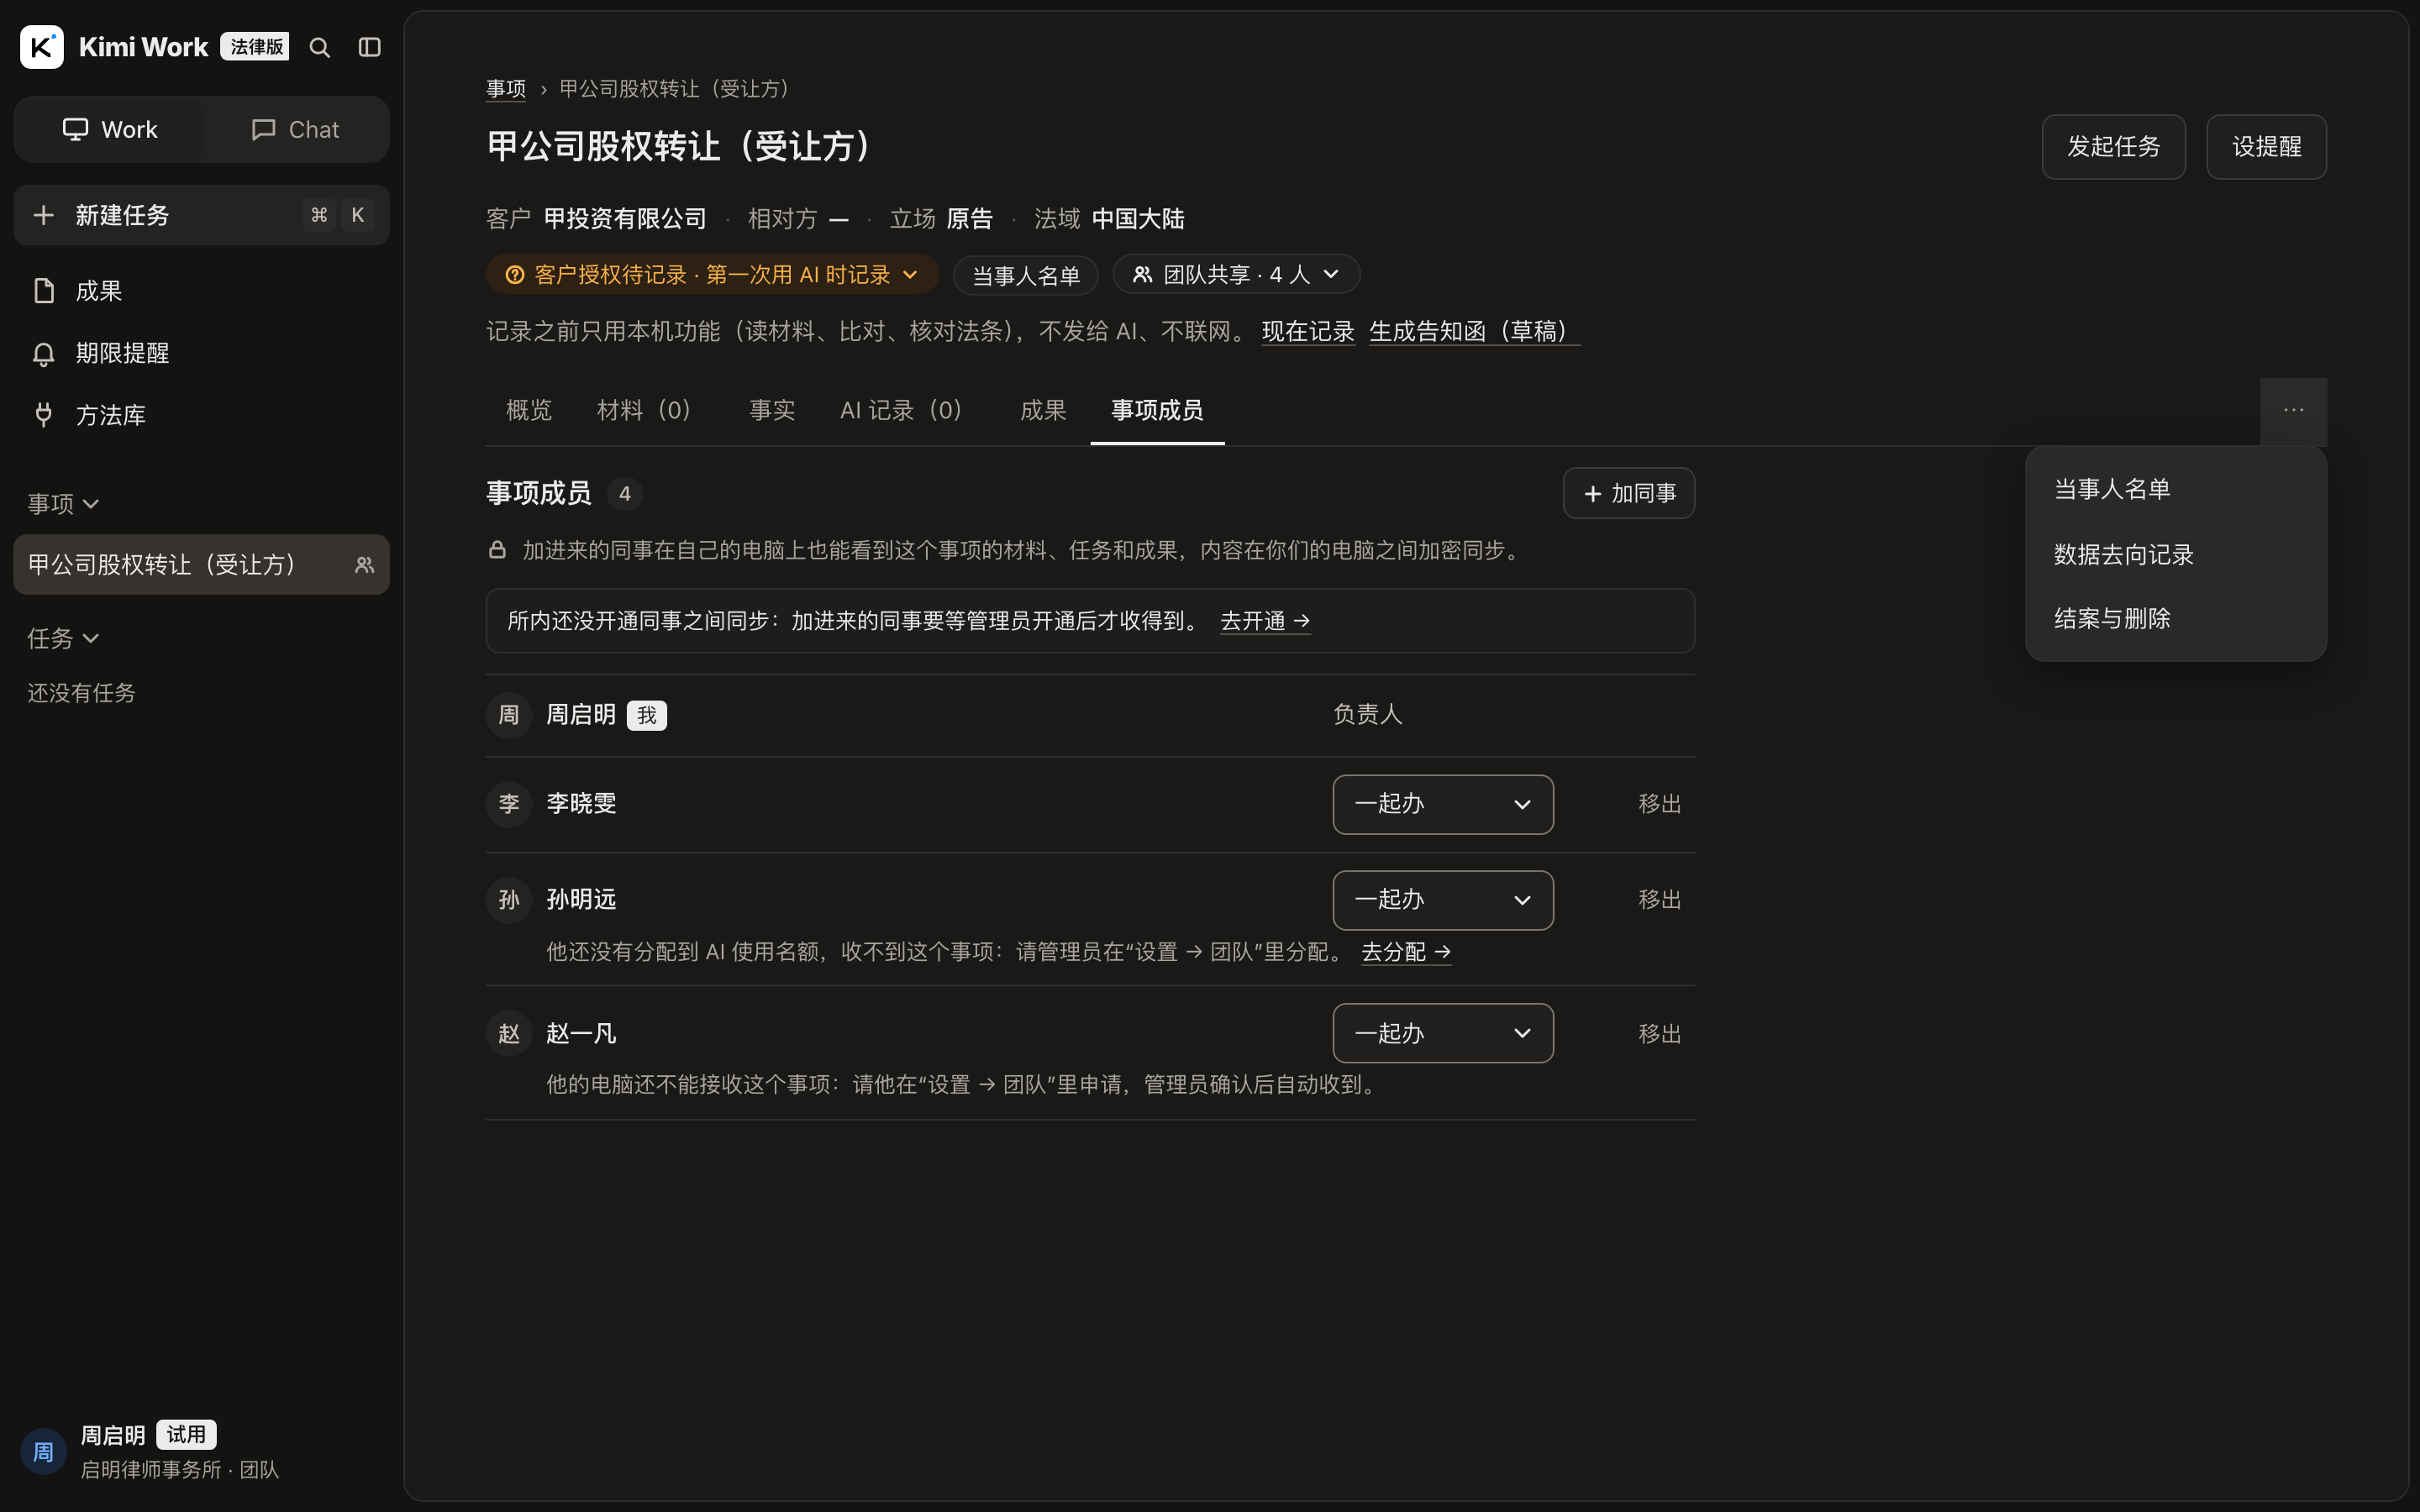 Kimi Work 法律版
Work Chat
新建任务 ⌘ K
成果
期限提醒
方法库
事项
甲公司股权转让（受让方）
任务
还没有任务
周 周启明 试用
启明律师事务所 · 团队
事项 › 甲公司股权转让（受让方）
甲公司股权转让（受让方）
发起任务 设提醒
客户 甲投资有限公司 · 相对方 — · 立场 原告 · 法域 中国大陆
客户授权待记录 · 第一次用 AI 时记录 当事人名单 团队共享 · 4 人
记录之前只用本机功能（读材料、比对、核对法条），不发给 AI、不联网。 现在记录 生成告知函（草稿）
概览 材料（0） 事实 AI 记录（0） 成果 事项成员 ···
当事人名单
数据去向记录
结案与删除
事项成员 4 + 加同事
加进来的同事在自己的电脑上也能看到这个事项的材料、任务和成果，内容在你们的电脑之间加密同步。
所内还没开通同事之间同步：加进来的同事要等管理员开通后才收得到。 去开通 →
周 周启明 我 负责人
李 李晓雯 一起办 移出
孙 孙明远 一起办 移出
他还没有分配到 AI 使用名额，收不到这个事项：请管理员在“设置 → 团队”里分配。 去分配 →
赵 赵一凡 一起办 移出
他的电脑还不能接收这个事项：请他在“设置 → 团队”里申请，管理员确认后自动收到。